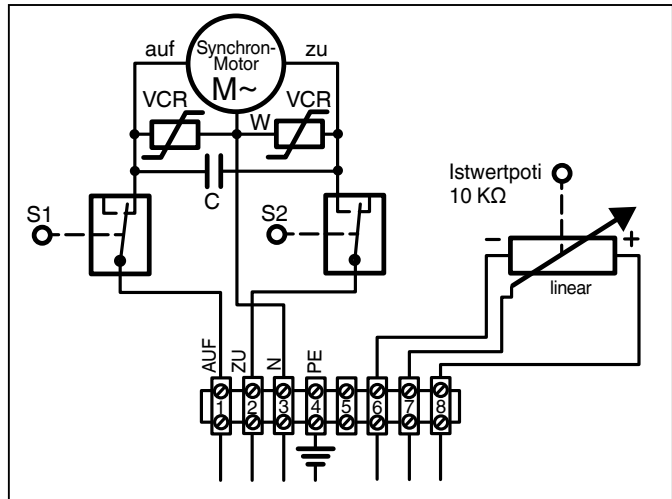 auf
Synchron-
Motor
M~
zu
VCR
W
VCR
C
S1
S2
Istwertpoti
10 KΩ
-
+
linear
AUF
ZU
N
PE
1 2 3 4 5 6 7 8